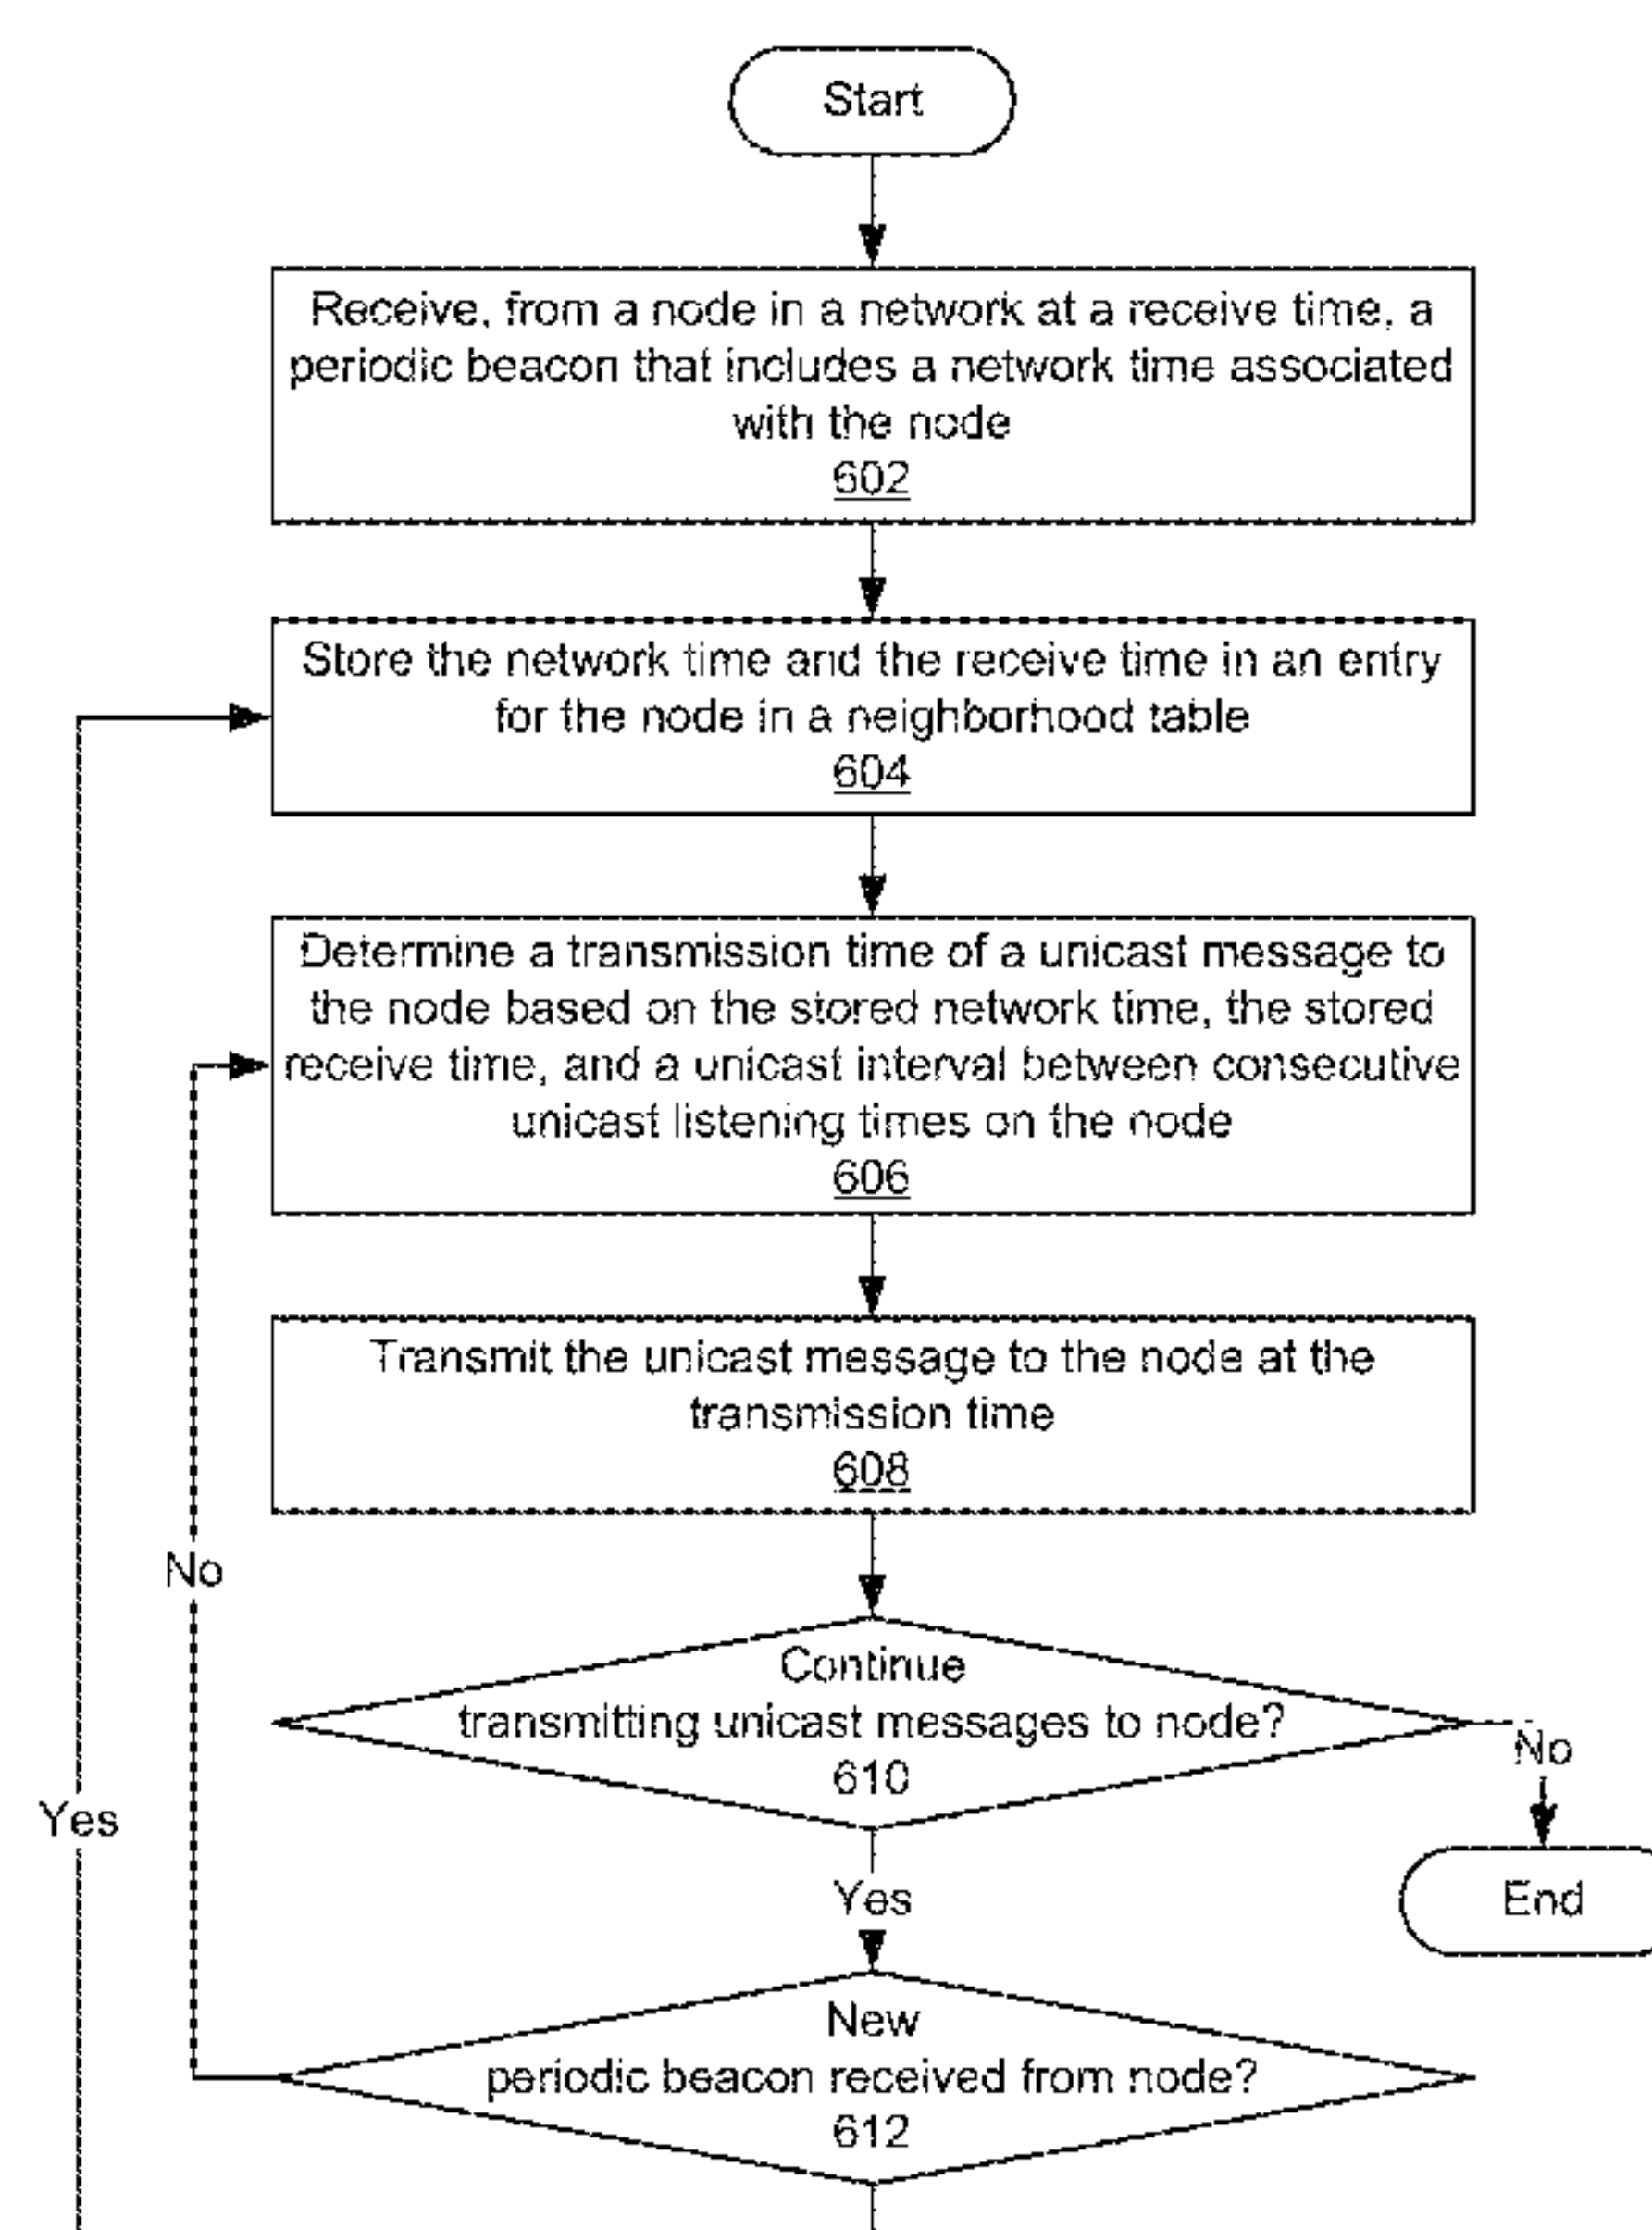 Start
Receive, from a node in a network at a receive time, a
periodic beacon that includes a network time associated
with the node
602
Store the network time and the receive time in an entry
for the node in a neighborhood table
604
Determine a transmission time of a unicast message to
the node based on the stored network time, the stored
receive time, and a unicast interval between consecutive
unicast listening times on the node
606
Transmit the unicast message to the node at the
transmission time
608
No
Continue
transmitting unicast messages to node?
610
No
Yes
Yes
End
New
periodic beacon received from node?
612